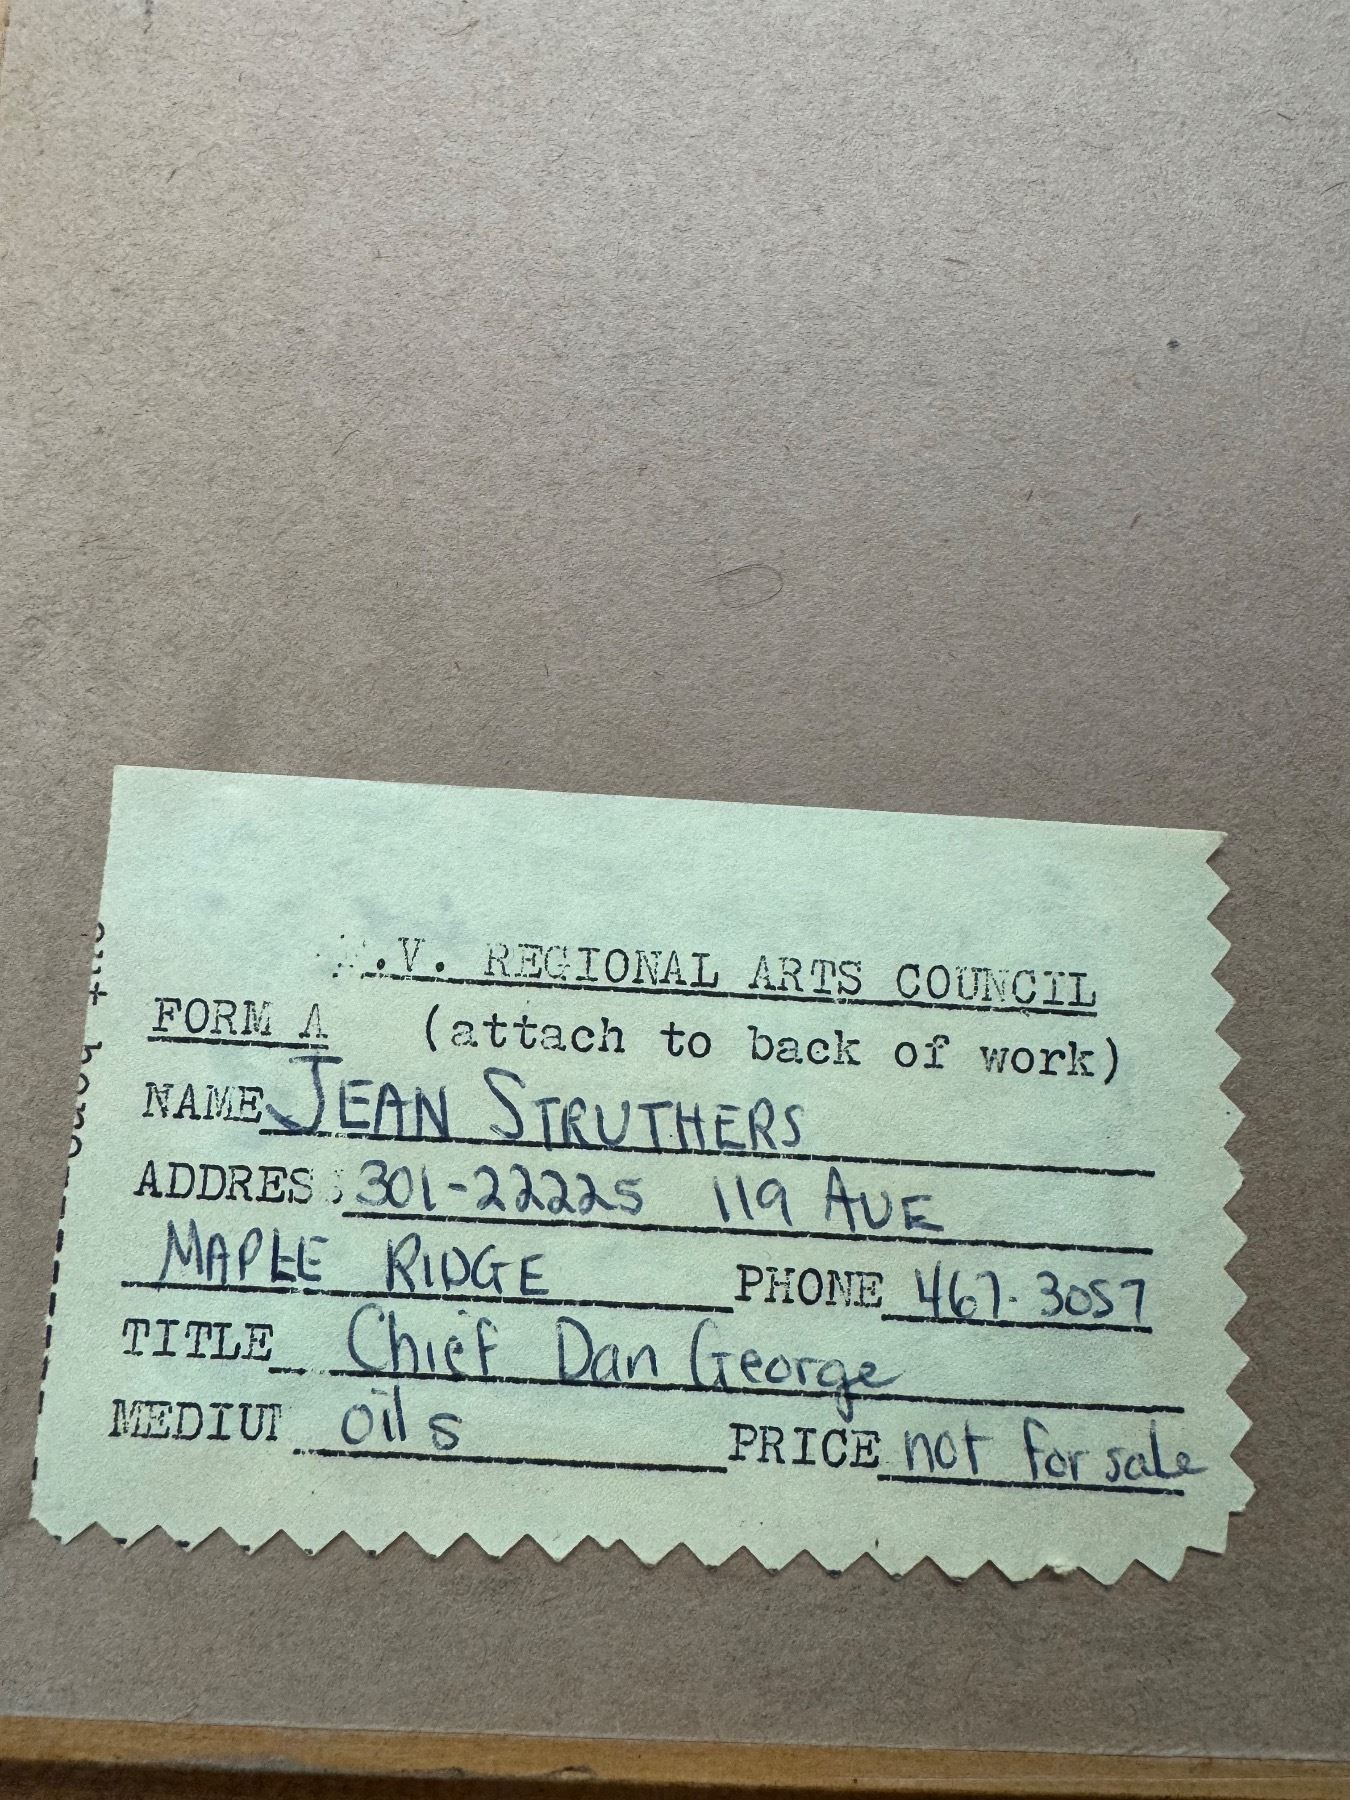 .V. REGIONAL ARTS COUNCIL
FORM A (attach to back of work)
NAME JEAN STRUTHERS
ADDRESS 301-22225 119 AVE
MAPLE RIDGE PHONE 467-3057
TITLE Chief Dan George
MEDIUM oils PRICE not for sale